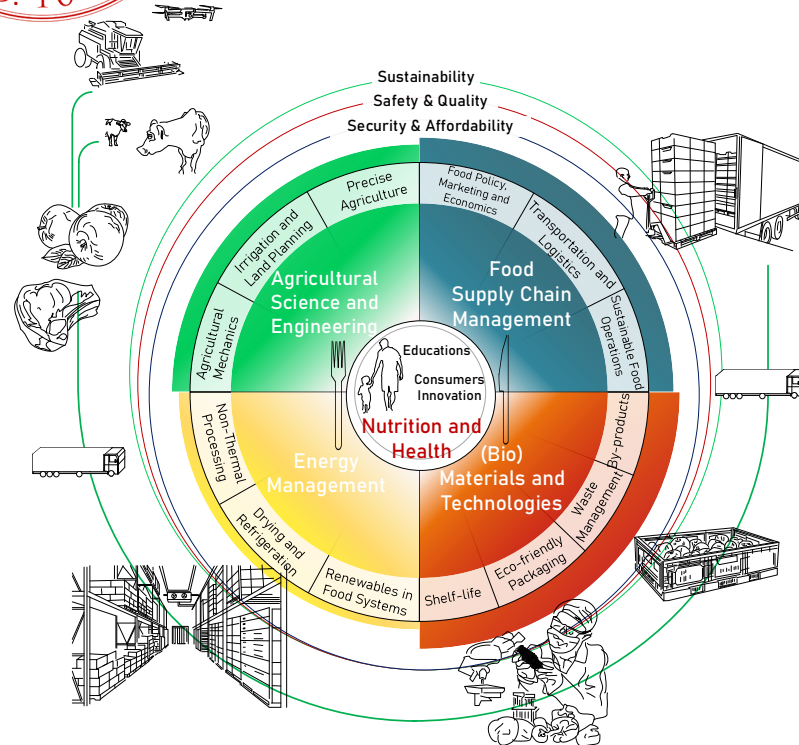 Sustainability
Safety & Quality
Security & Affordability
Precise
Agriculture
Irrigation and
Land Planning
Agricultural
Mechanics
Agricultural
Science and
Engineering
Food Policy,
Marketing and
Economics
Transportation and
Logistics
Sustainable Food
Operations
Food
Supply Chain
Management
Educations
Consumers
Innovation
Nutrition and
Health
Non-Thermal
Processing
Drying and
Refrigeration
Renewables in
Food Systems
Energy
Management
(Bio)
Materials and
Technologies
By-products
Waste
Management
Eco-friendly
Packaging
Shelf-life